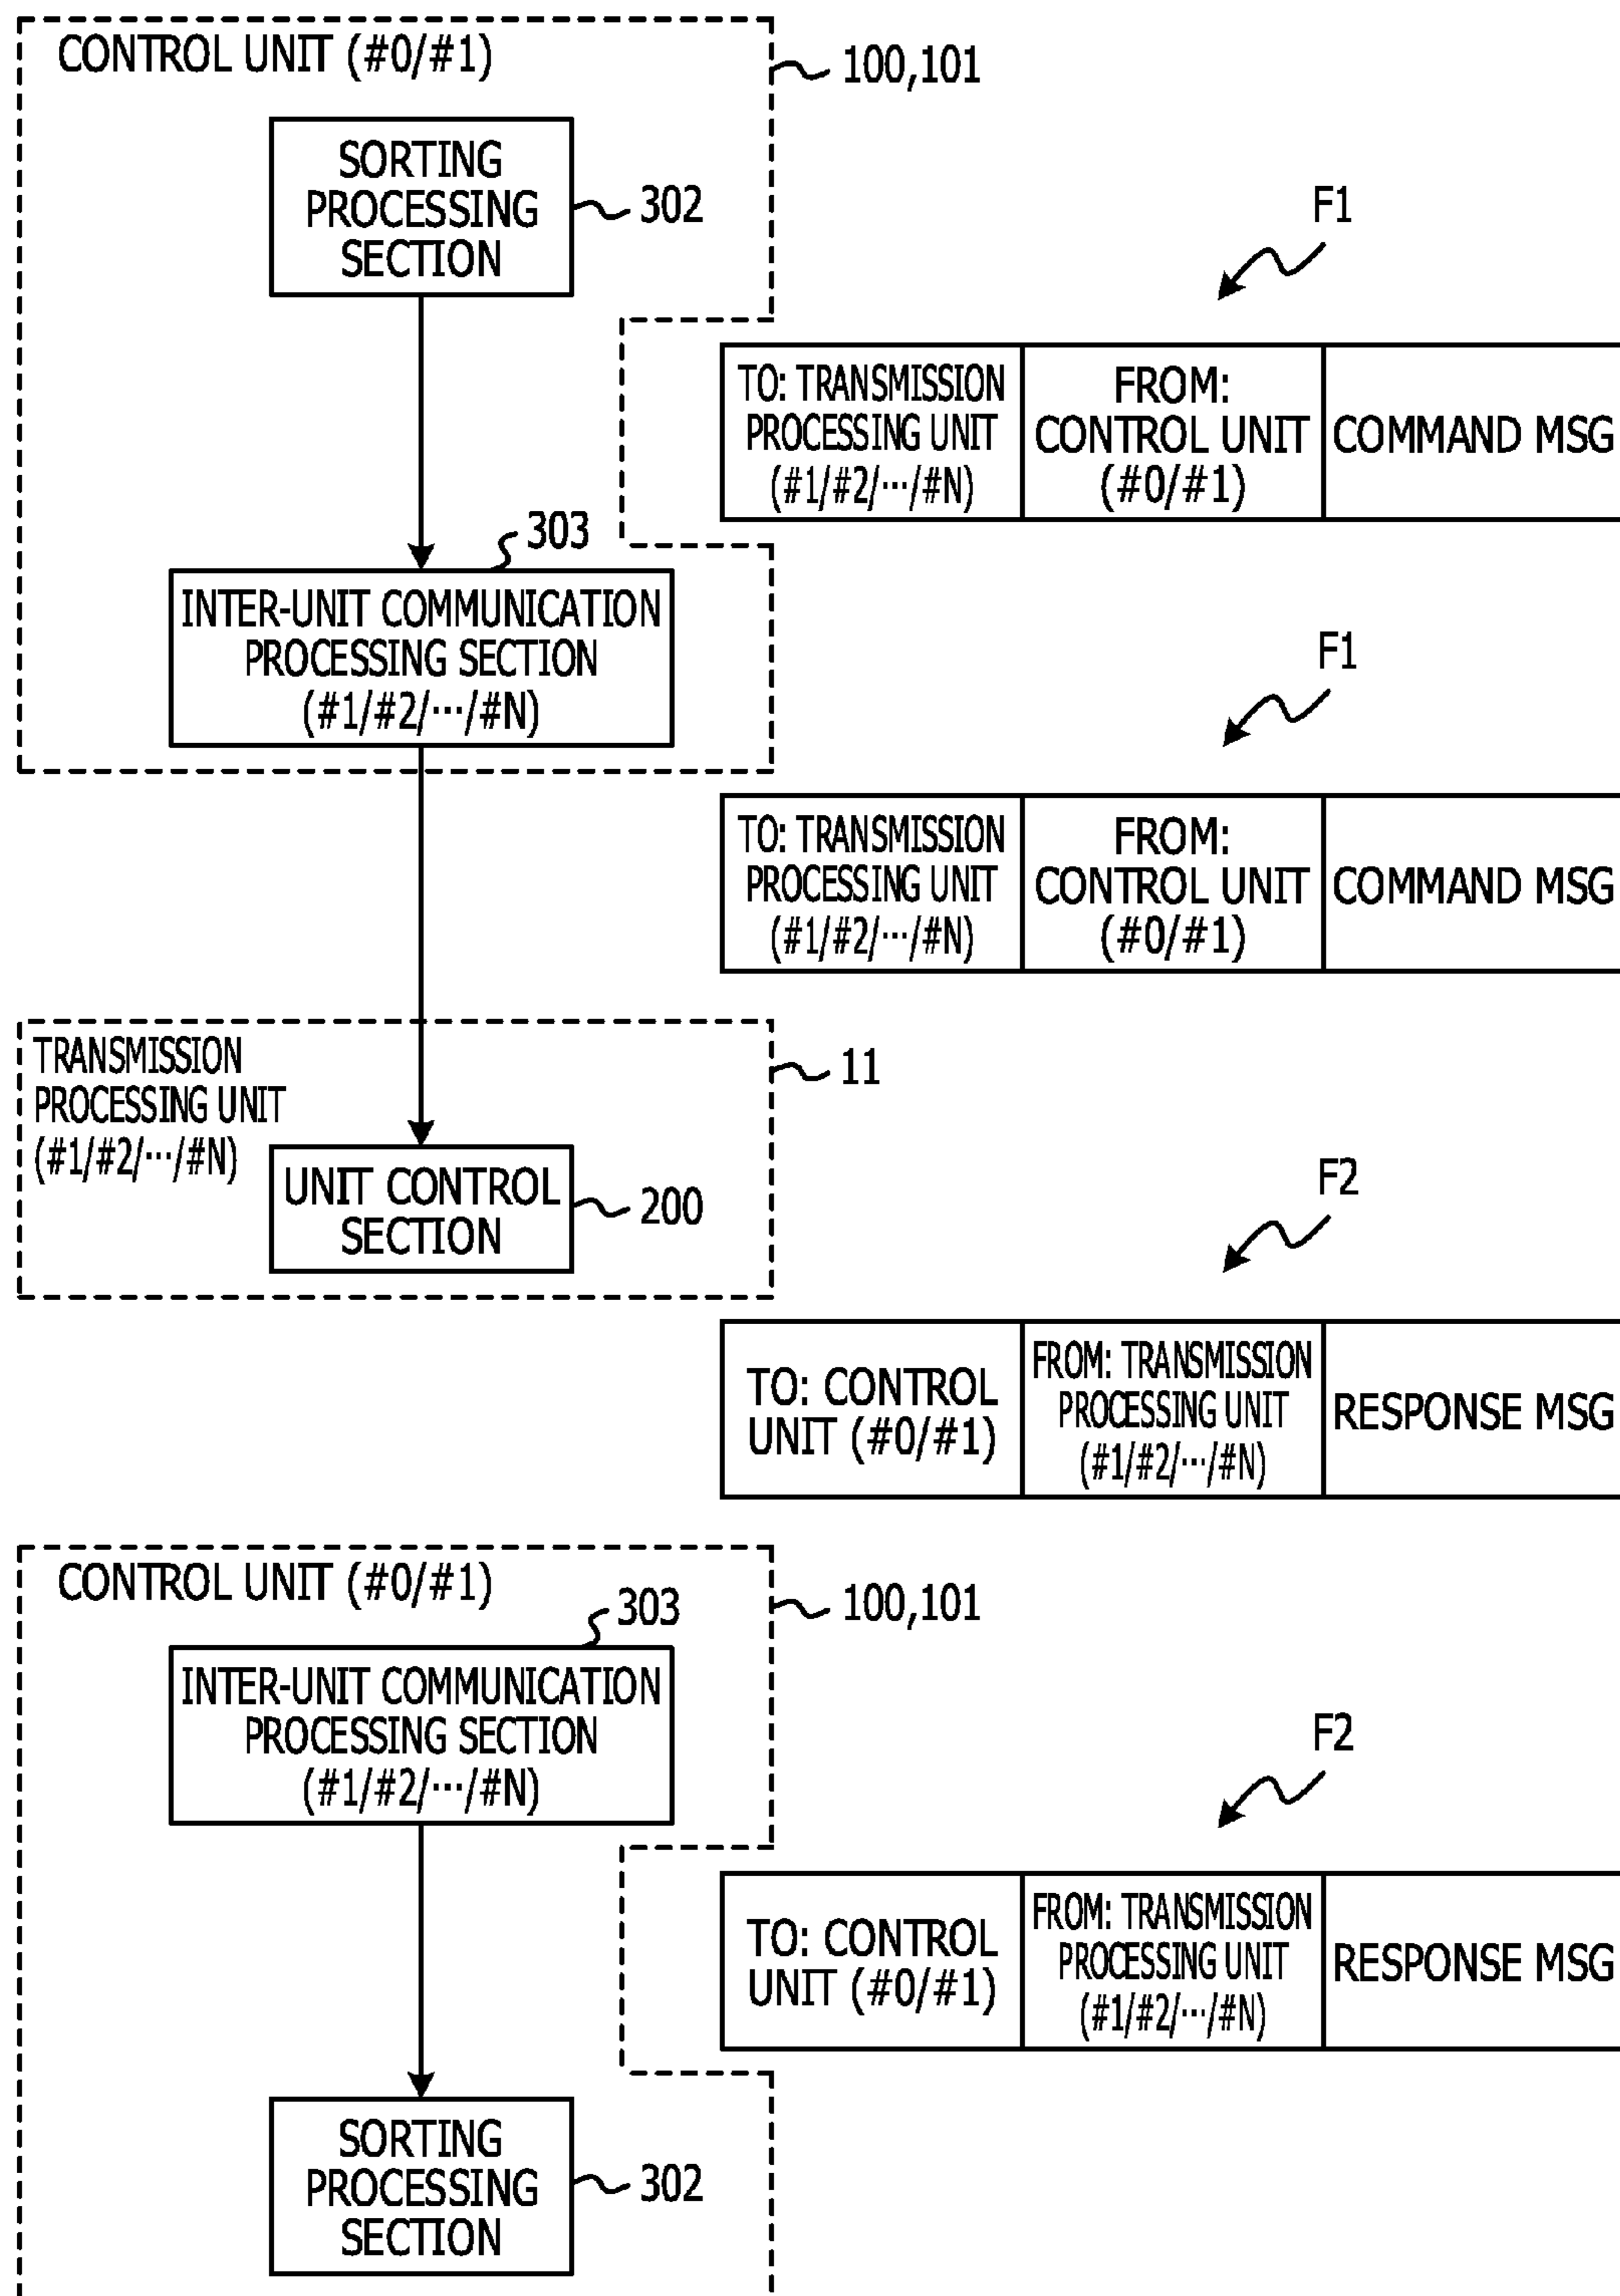 CONTROL UNIT (#0/#1)
100,101
SORTING
PROCESSING
SECTION
302
F1
TO: TRANSMISSION
PROCESSING UNIT
(#1/#2/···/#N)
FROM:
CONTROL UNIT
(#0/#1)
COMMAND MSG
303
INTER-UNIT COMMUNICATION
PROCESSING SECTION
(#1/#2/···/#N)
F1
TO: TRANSMISSION
PROCESSING UNIT
(#1/#2/···/#N)
FROM:
CONTROL UNIT
(#0/#1)
COMMAND MSG
TRANSMISSION
PROCESSING UNIT
(#1/#2/···/#N)
11
UNIT CONTROL
SECTION
200
F2
TO: CONTROL
UNIT (#0/#1)
FROM: TRANSMISSION
PROCESSING UNIT
(#1/#2/···/#N)
RESPONSE MSG
CONTROL UNIT (#0/#1)
100,101
303
INTER-UNIT COMMUNICATION
PROCESSING SECTION
(#1/#2/···/#N)
F2
TO: CONTROL
UNIT (#0/#1)
FROM: TRANSMISSION
PROCESSING UNIT
(#1/#2/···/#N)
RESPONSE MSG
SORTING
PROCESSING
SECTION
302